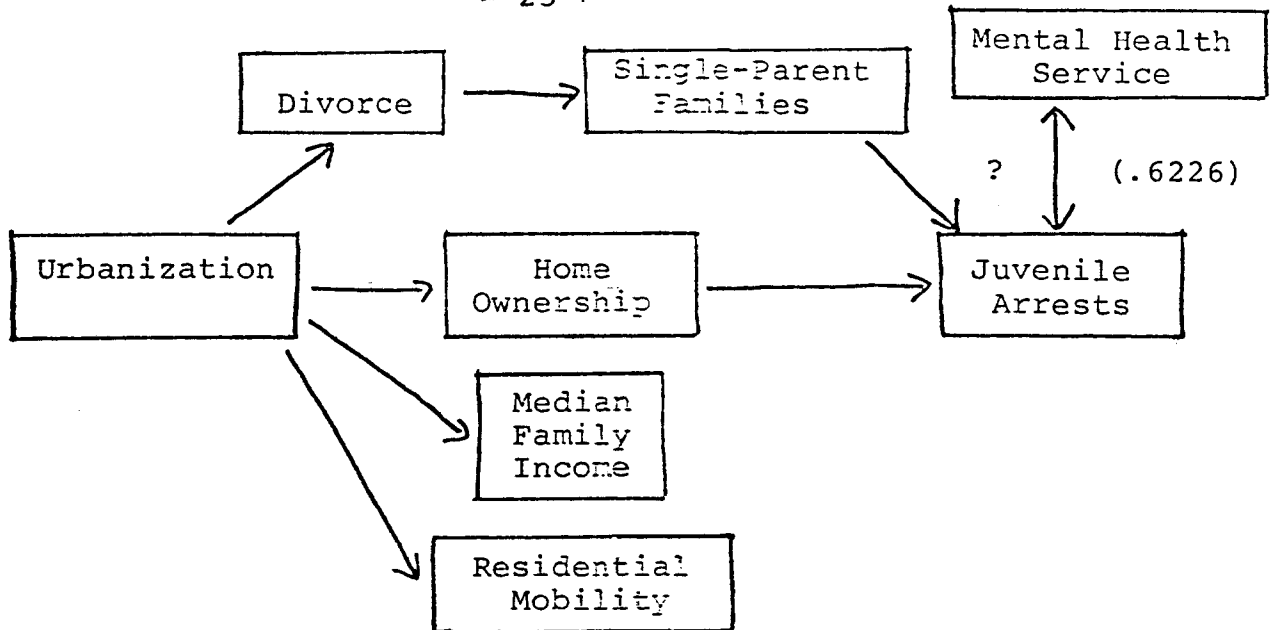 Mental Health
Service
Single-Parent
Families
Divorce
?
(.6226)
Urbanization
Home
Ownership
Juvenile
Arrests
Median
Family
Income
Residential
Mobility